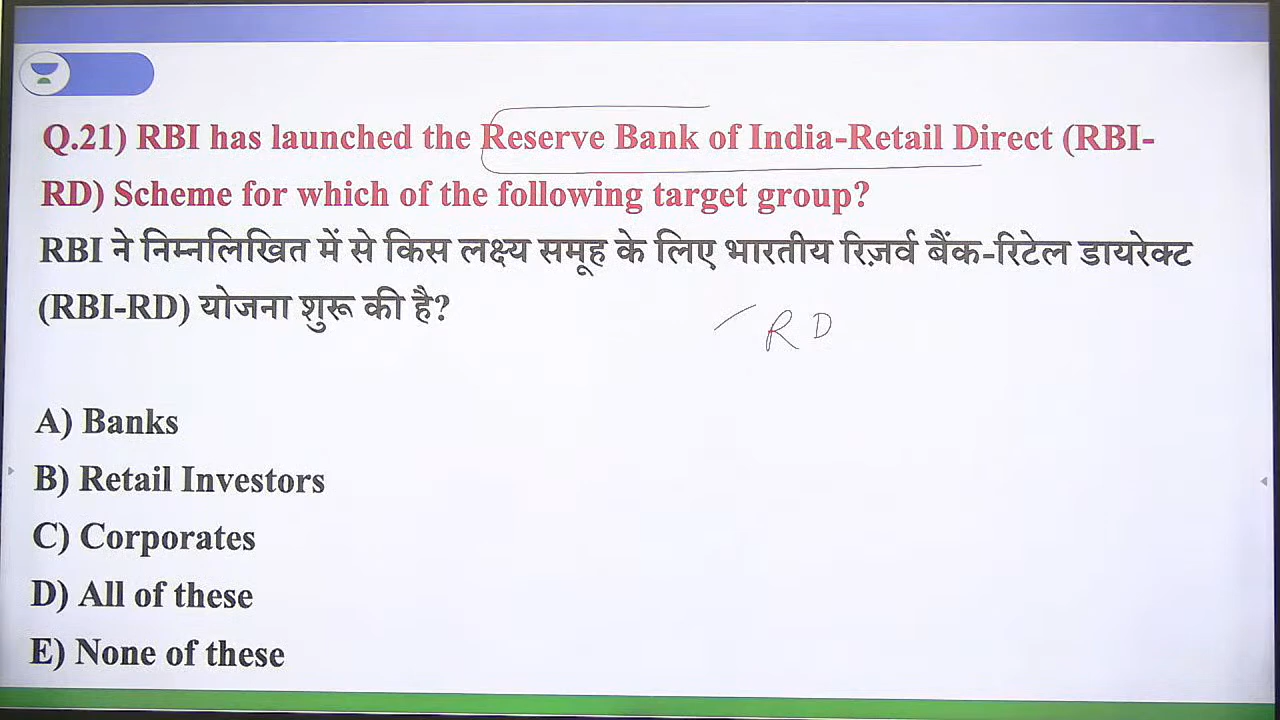 Q.21) RBI has launched the Reserve Bank of India-Retail Direct (RBI-
RD) Scheme for which of the following target group?
RBI ने निम्नलिखित में से किस लक्ष्य समूह के लिए भारतीय रिज़र्व बैंक-रिटेल डायरेक्ट
(RBI-RD) योजना शुरू की है?
R D
A) Banks
B) Retail Investors
C) Corporates
D) All of these
E) None of these